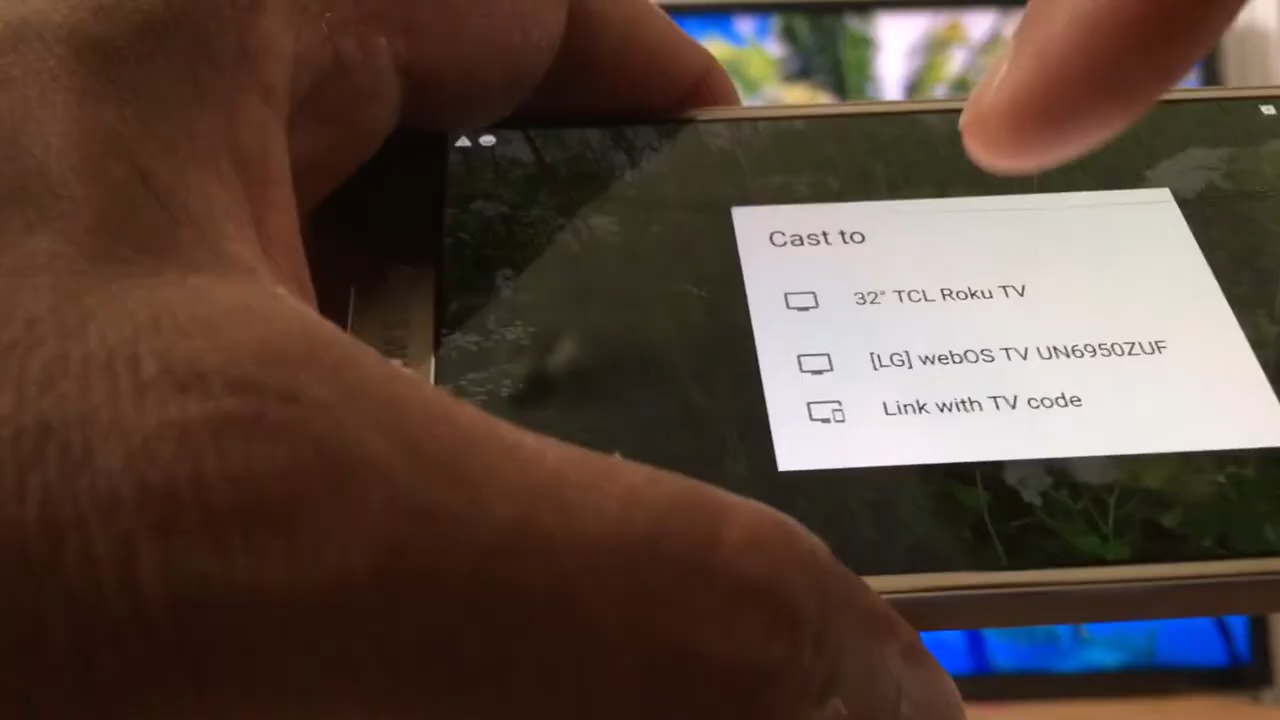 Cast to
32" TCL Roku TV
[LG] webOS TV UN6950ZUF
Link with TV code